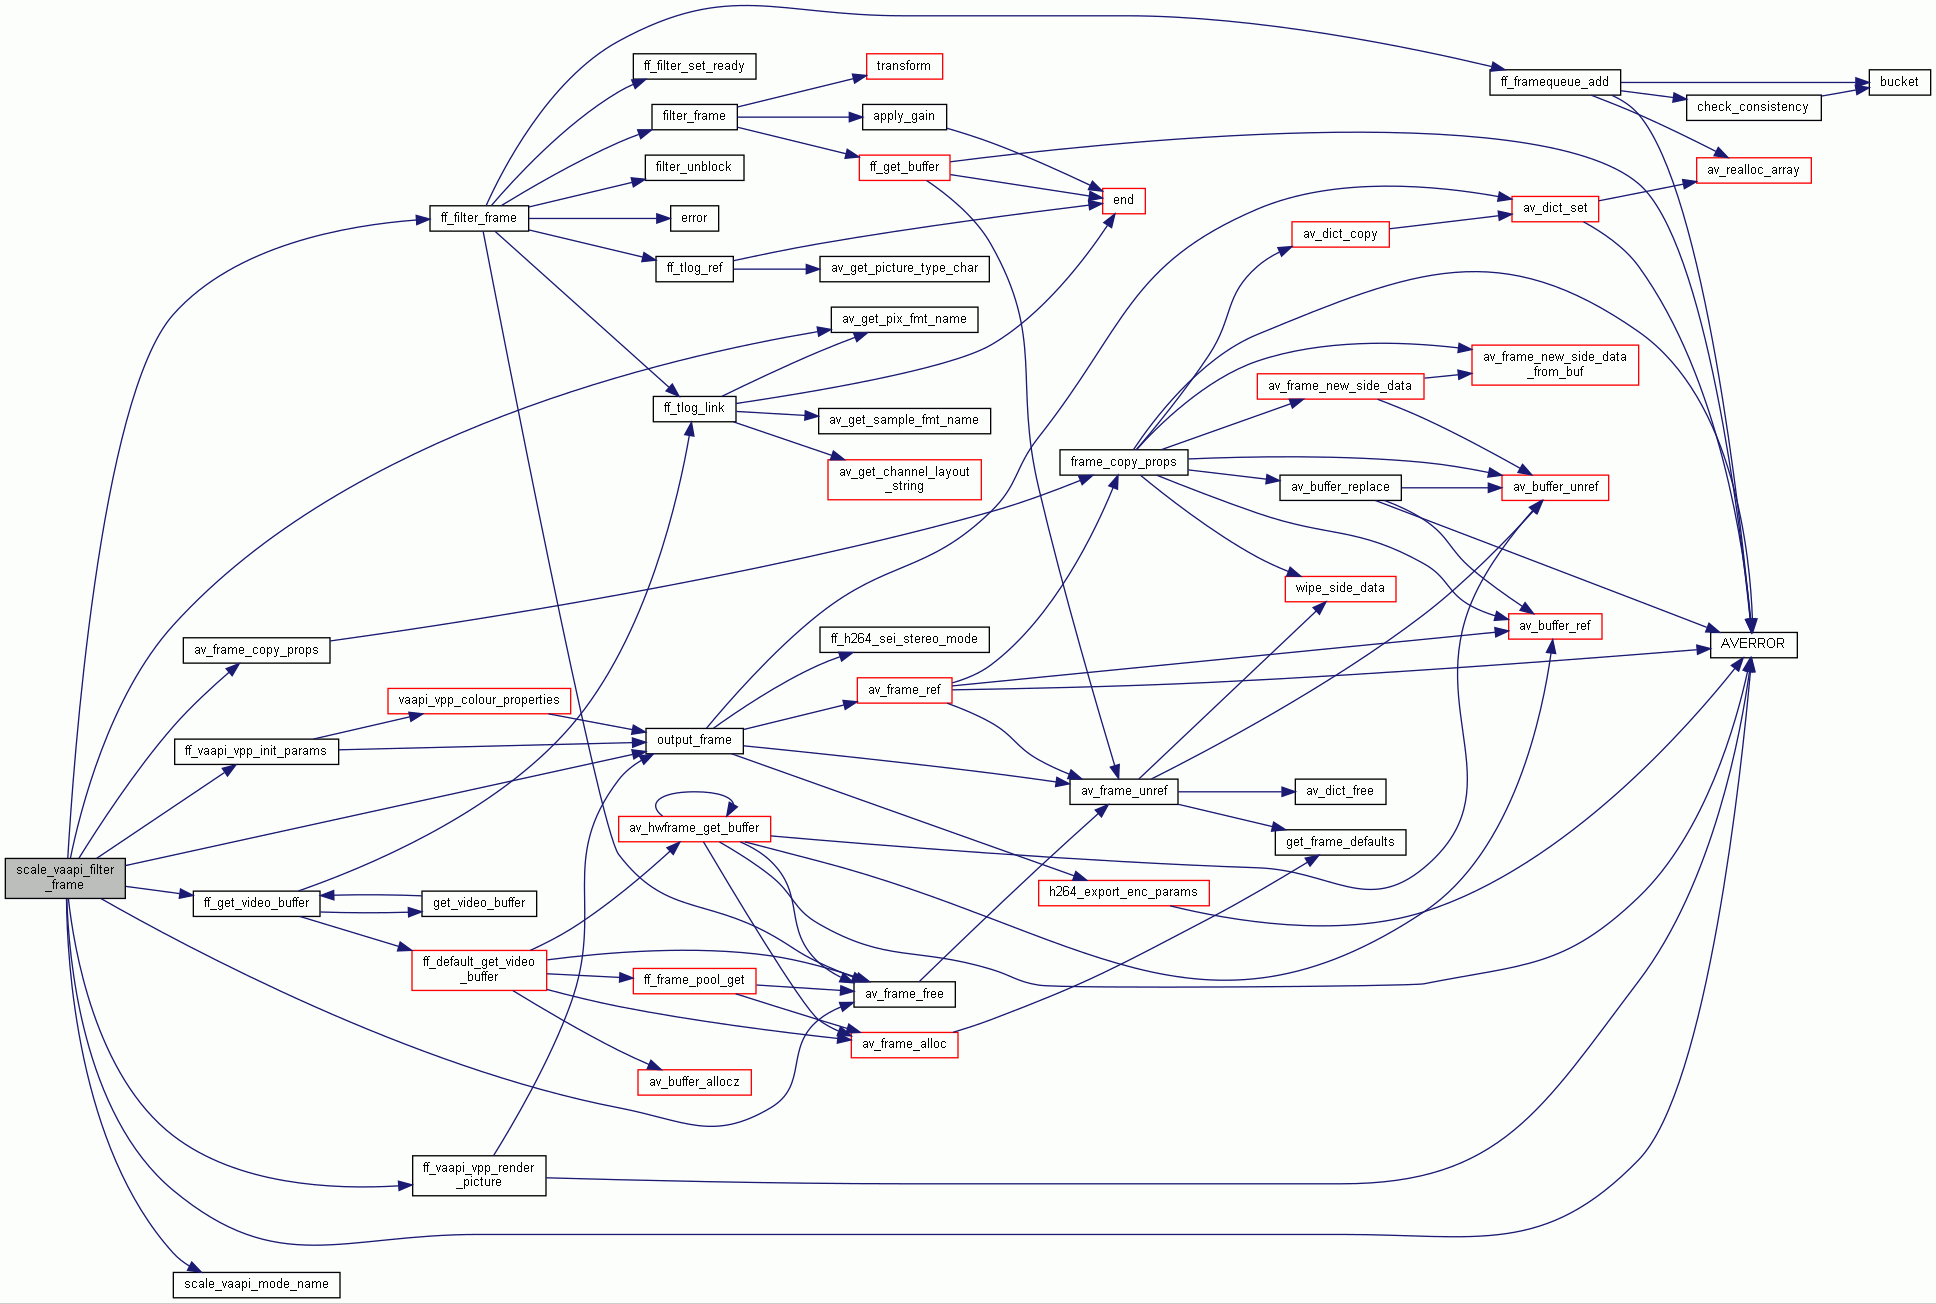 ff_filter_set_ready
transform
ff_framequeue_add
bucket
check_consistency
filter_frame
apply_gain
filter_unblock
ff_get_buffer
av_realloc_array
ff_filter_frame
error
end
av_dict_set
av_dict_copy
ff_tlog_ref
av_get_picture_type_char
av_get_pix_fmt_name
av_frame_new_side_data
_from_buf
av_frame_new_side_data
ff_tlog_link
av_get_sample_fmt_name
av_get_channel_layout
_string
frame_copy_props
av_buffer_replace
av_buffer_unref
wipe_side_data
av_buffer_ref
AVERROR
ff_h264_sei_stereo_mode
av_frame_copy_props
av_frame_ref
vaapi_vpp_colour_properties
ff_vaapi_vpp_init_params
output_frame
av_frame_unref
av_dict_free
av_hwframe_get_buffer
get_frame_defaults
scale_vaapi_filter
_frame
h264_export_enc_params
ff_get_video_buffer
get_video_buffer
ff_default_get_video
_buffer
ff_frame_pool_get
av_frame_free
av_frame_alloc
av_buffer_allocz
ff_vaapi_vpp_render
_picture
scale_vaapi_mode_name